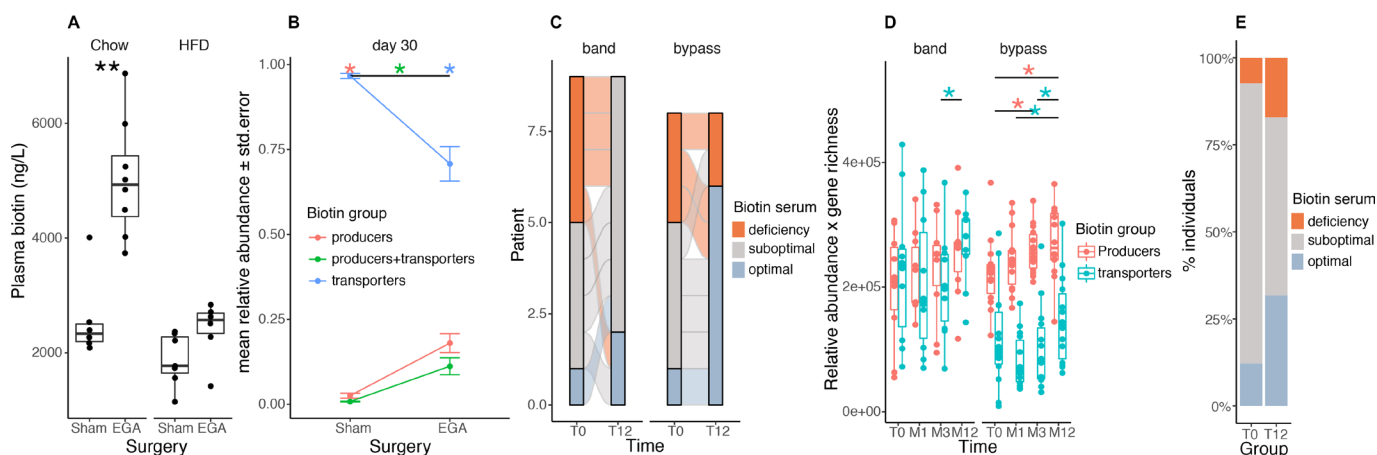 A
Chow
HFD
**
Plasma biotin (ng/L)
6000
4000
2000
Sham EGA
Sham EGA
Surgery
B
day 30
* * *
mean relative abundance ± std.error
1.00
0.75
0.50
0.25
0.00
Biotin group
producers
producers+transporters
transporters
Sham
EGA
Surgery
C
band
bypass
Patient
7.5
5.0
2.5
0.0
Biotin serum
deficiency
suboptimal
optimal
T0 T12
T0 T12
Time
D
band
bypass
*
*
* *
*
Relative abundance x gene richness
4e+05
2e+05
0e+00
Biotin group
Producers
transporters
T0 M1 M3 M12
T0 M1 M3 M12
Time
E
% individuals
100%
75%
50%
25%
0%
Biotin serum
deficiency
suboptimal
optimal
T0 T12
Group